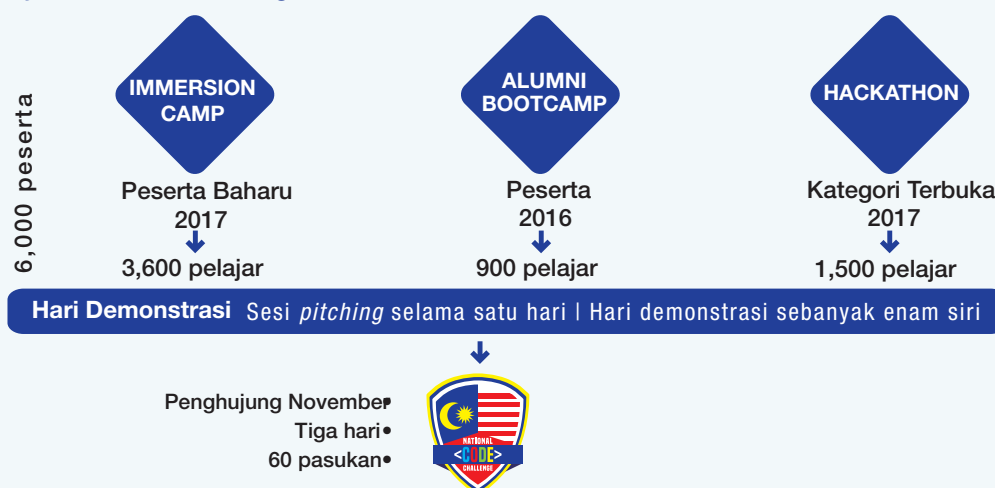 6,000 peserta
IMMERSION
CAMP
Peserta Baharu
2017
3,600 pelajar
ALUMNI
BOOTCAMP
Peserta
2016
900 pelajar
HACKATHON
Kategori Terbuka
2017
1,500 pelajar
Hari Demonstrasi Sesi pitching selama satu hari | Hari demonstrasi sebanyak enam siri
Penghujung November•
Tiga hari•
60 pasukan•
NATIONAL
<CODE>
CHALLENGE